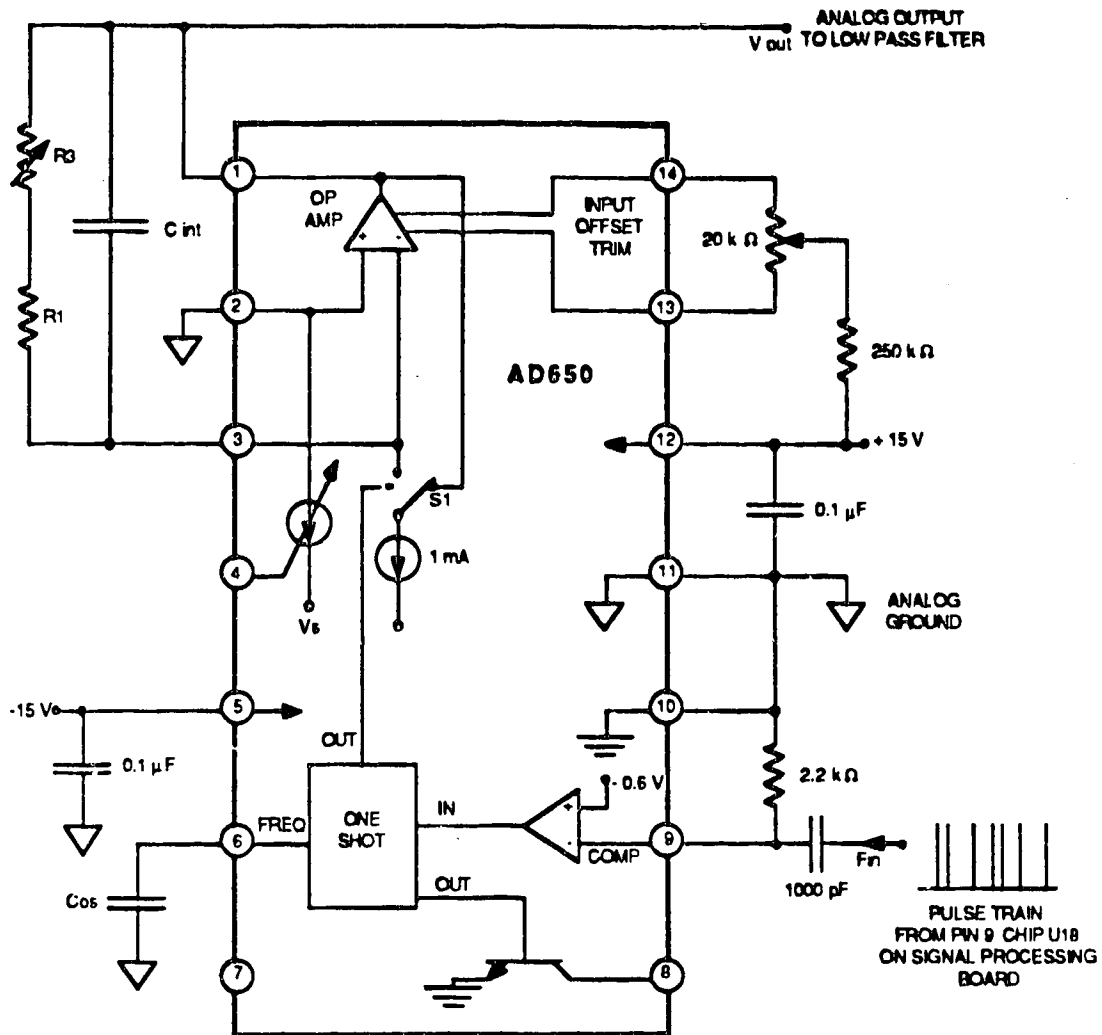 ANALOG OUTPUT
V out TO LOW PASS FILTER
R3
C int
R1
1
OP
AMP
+ -
INPUT
OFFSET
TRIM
14
20 k Ω
2
13
250 k Ω
AD650
3
12
+ 15 V
S1
0.1 µF
1 mA
4
11
ANALOG
GROUND
Vs
-15 V
5
10
0.1 µF
OUT
2.2 kΩ
- 0.6 V
ONE
SHOT
IN
+
-
6
FREQ
COMP
9
Fin
1000 pF
Cos
OUT
7
8
PULSE TRAIN
FROM PIN 9 CHIP U18
ON SIGNAL PROCESSING
BOARD